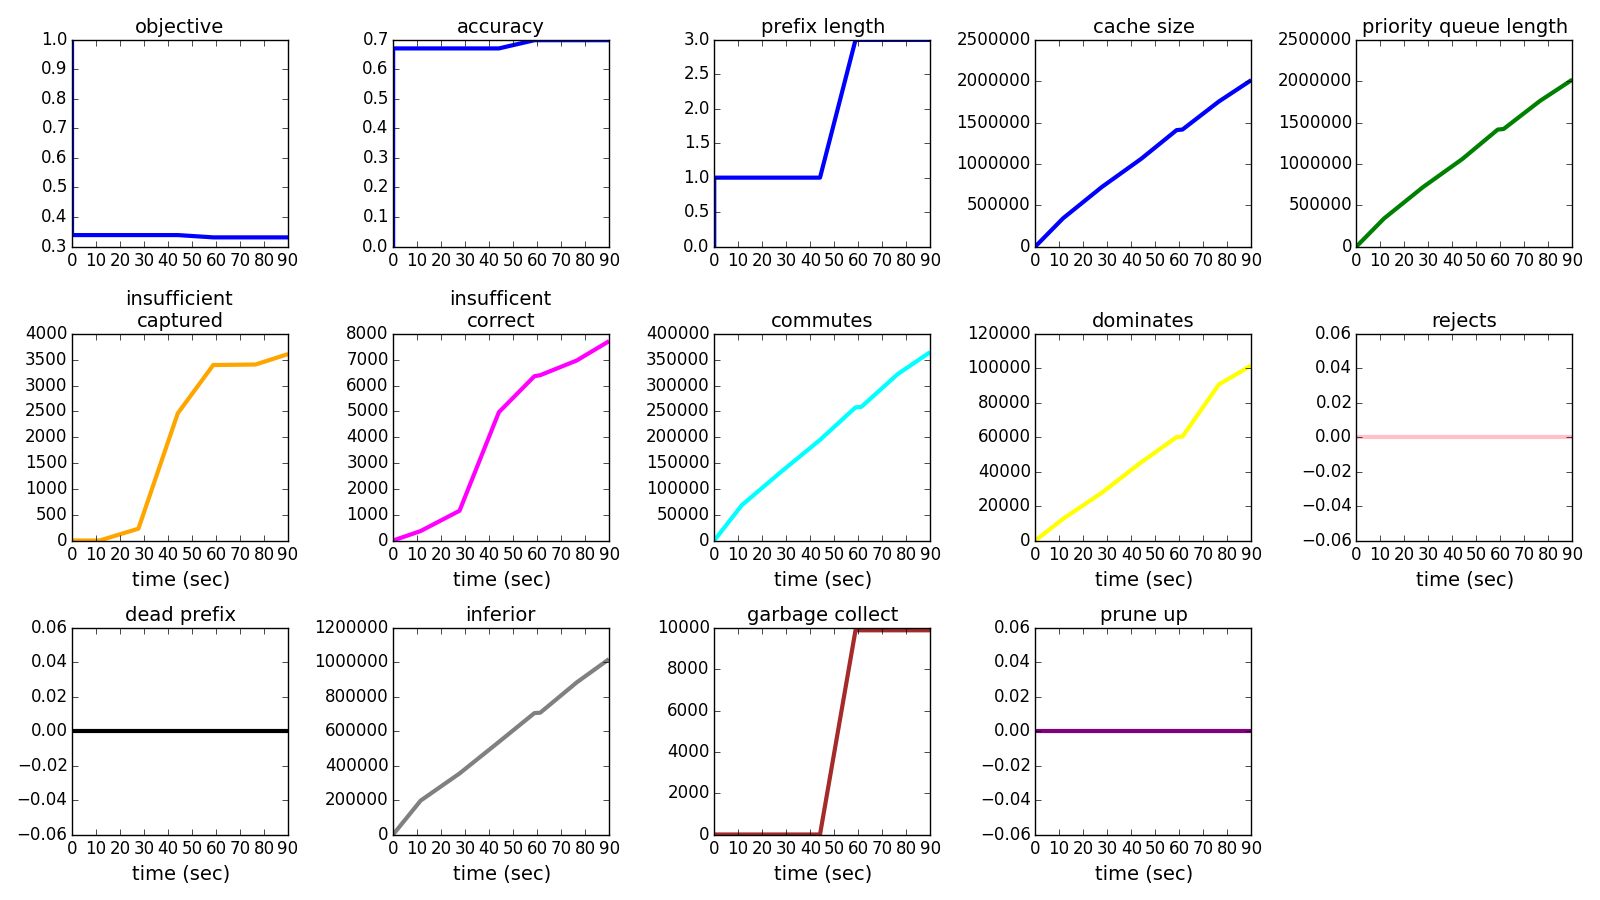 objective
1.0
0.9
0.8
0.7
0.6
0.5
0.4
0.3
0 10 20 30 40 50 60 70 80 90
accuracy
0.7
0.6
0.5
0.4
0.3
0.2
0.1
0.0
0 10 20 30 40 50 60 70 80 90
prefix length
3.0
2.5
2.0
1.5
1.0
0.5
0.0
0 10 20 30 40 50 60 70 80 90
cache size
2500000
2000000
1500000
1000000
500000
0
0 10 20 30 40 50 60 70 80 90
priority queue length
2500000
2000000
1500000
1000000
500000
0
0 10 20 30 40 50 60 70 80 90
insufficient
captured
4000
3500
3000
2500
2000
1500
1000
500
0
0 10 20 30 40 50 60 70 80 90
time (sec)
insufficent
correct
8000
7000
6000
5000
4000
3000
2000
1000
0
0 10 20 30 40 50 60 70 80 90
time (sec)
commutes
400000
350000
300000
250000
200000
150000
100000
50000
0
0 10 20 30 40 50 60 70 80 90
time (sec)
dominates
120000
100000
80000
60000
40000
20000
0
0 10 20 30 40 50 60 70 80 90
time (sec)
rejects
0.06
0.04
0.02
0.00
−0.02
−0.04
−0.06
0 10 20 30 40 50 60 70 80 90
time (sec)
dead prefix
0.06
0.04
0.02
0.00
−0.02
−0.04
−0.06
0 10 20 30 40 50 60 70 80 90
time (sec)
inferior
1200000
1000000
800000
600000
400000
200000
0
0 10 20 30 40 50 60 70 80 90
time (sec)
garbage collect
10000
8000
6000
4000
2000
0
0 10 20 30 40 50 60 70 80 90
time (sec)
prune up
0.06
0.04
0.02
0.00
−0.02
−0.04
−0.06
0 10 20 30 40 50 60 70 80 90
time (sec)